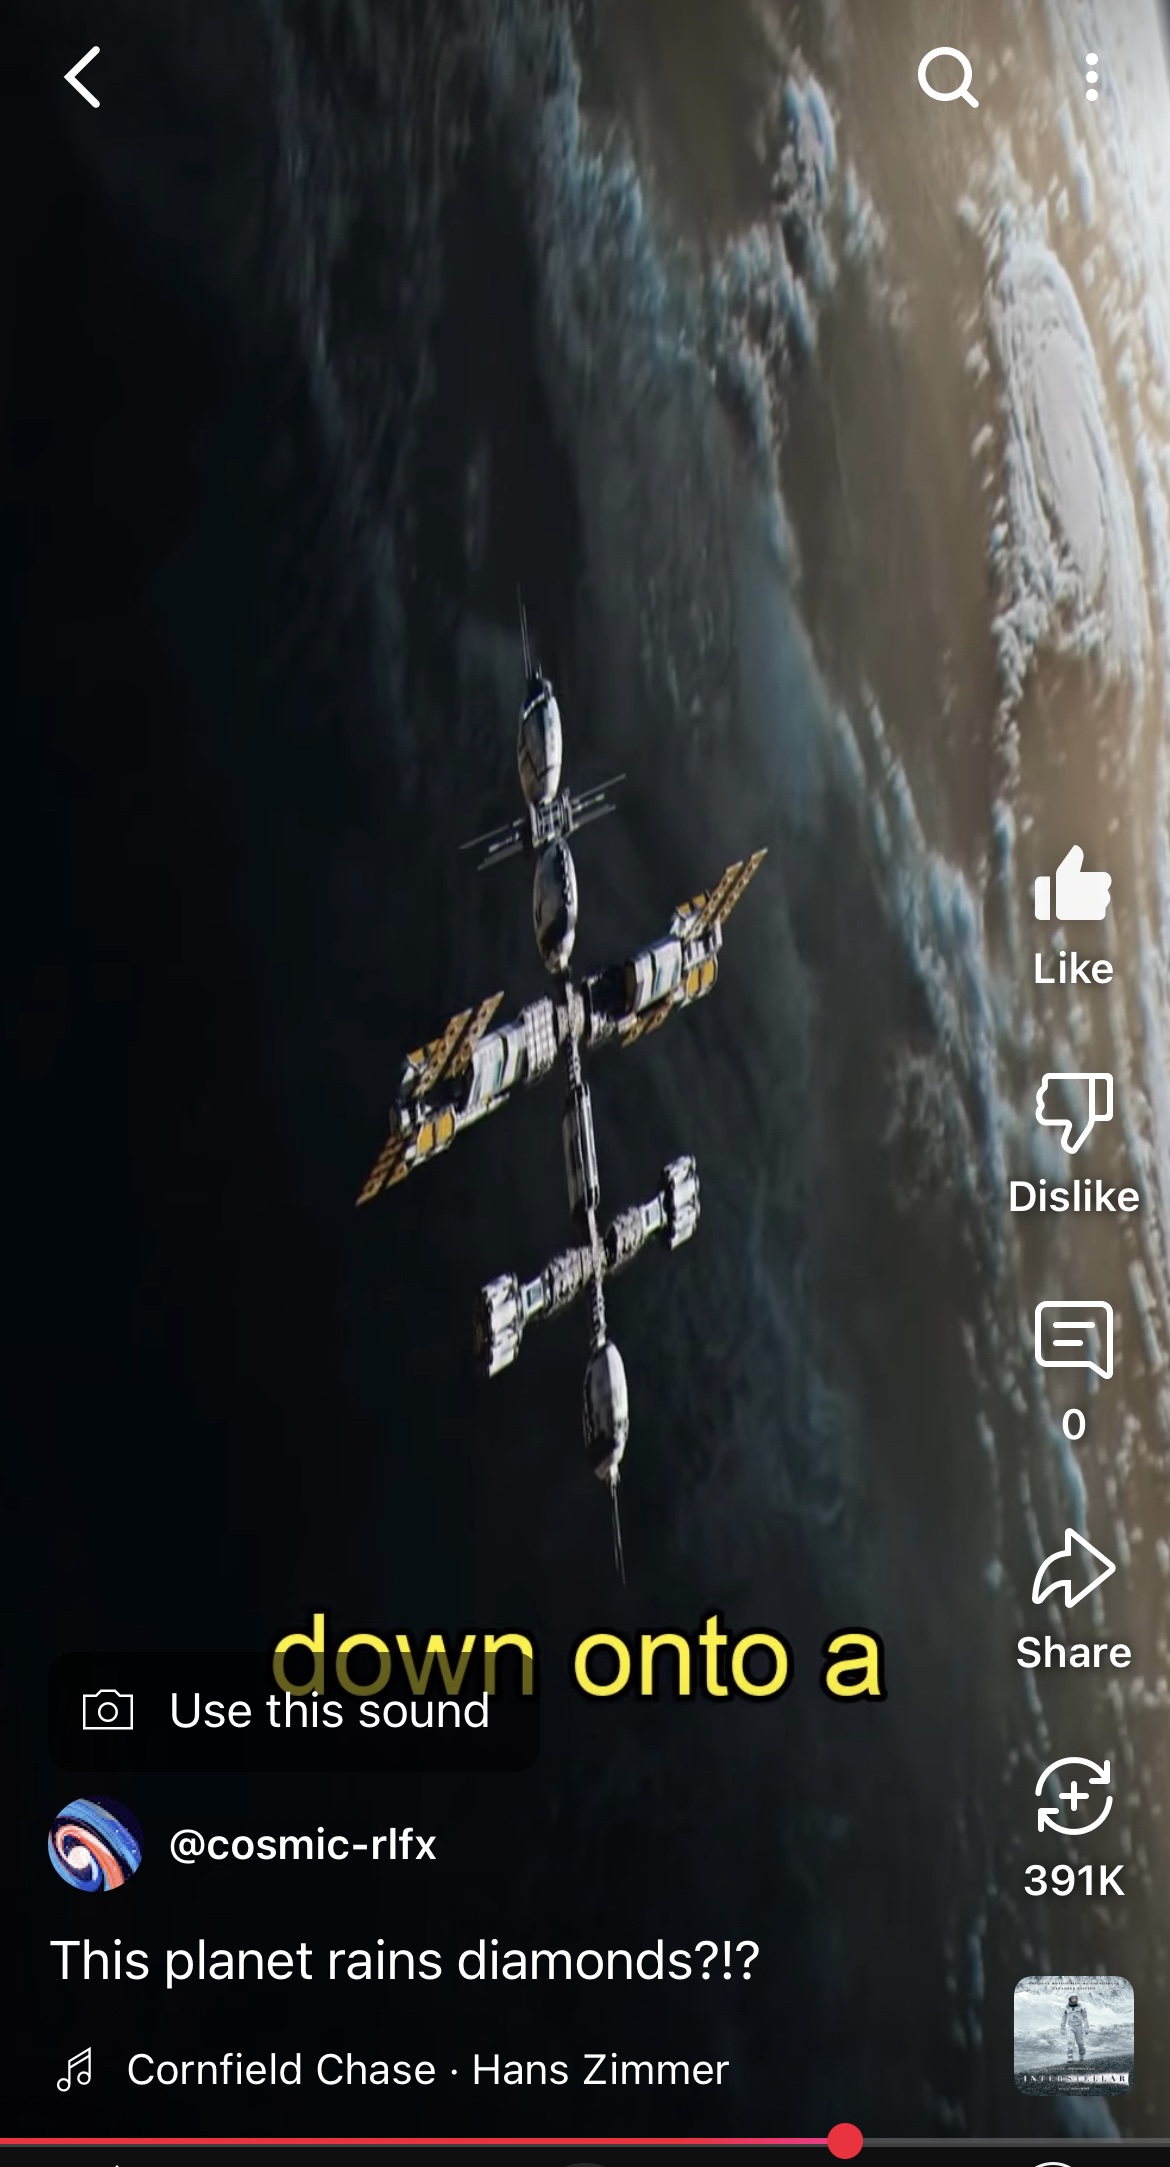 Like
Dislike
0
Share
down onto a
Use this sound
@cosmic-rlfx
391K
This planet rains diamonds?!?
INTERSTELLAR
Cornfield Chase · Hans Zimmer